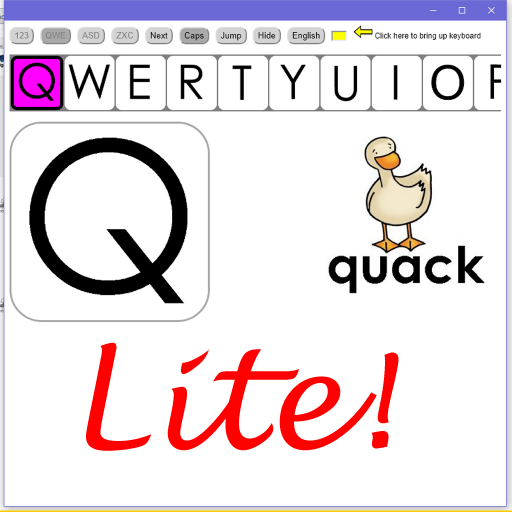 123 QWE ASD ZXC Next Caps Jump Hide English Click here to bring up keyboard
Q W E R T Y U I O
Q
quack
Lite!